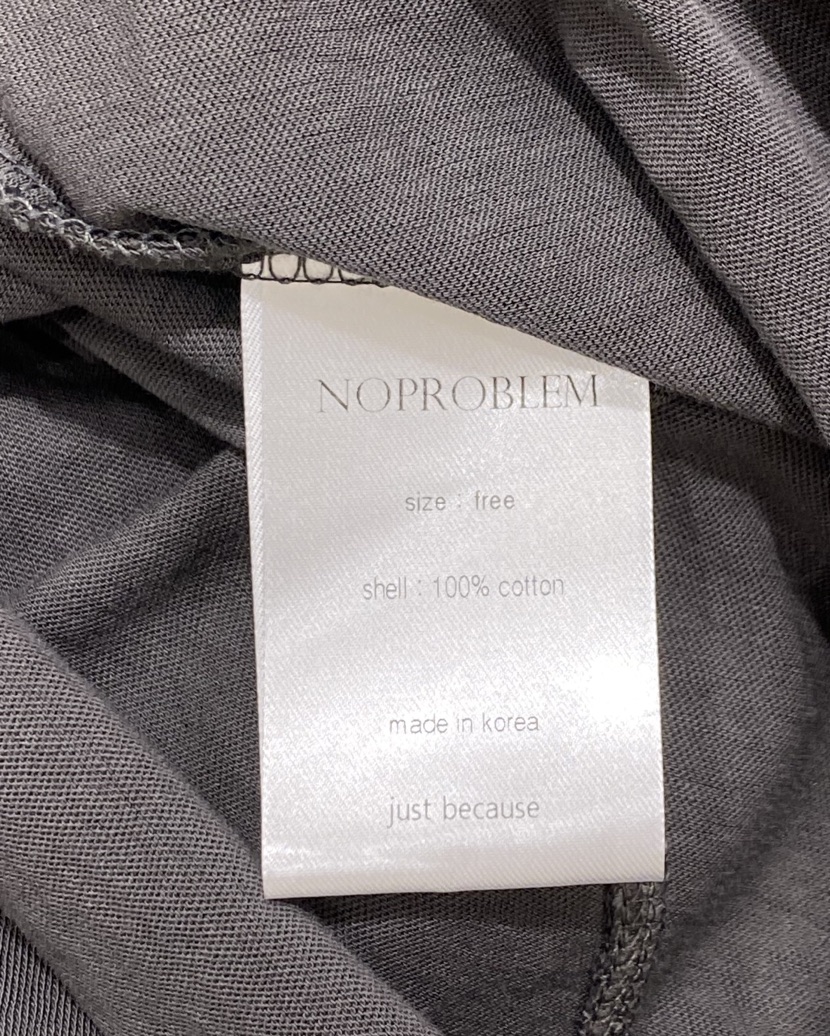 NOPROBLEM
size : free
shell : 100% cotton
made in korea
just because